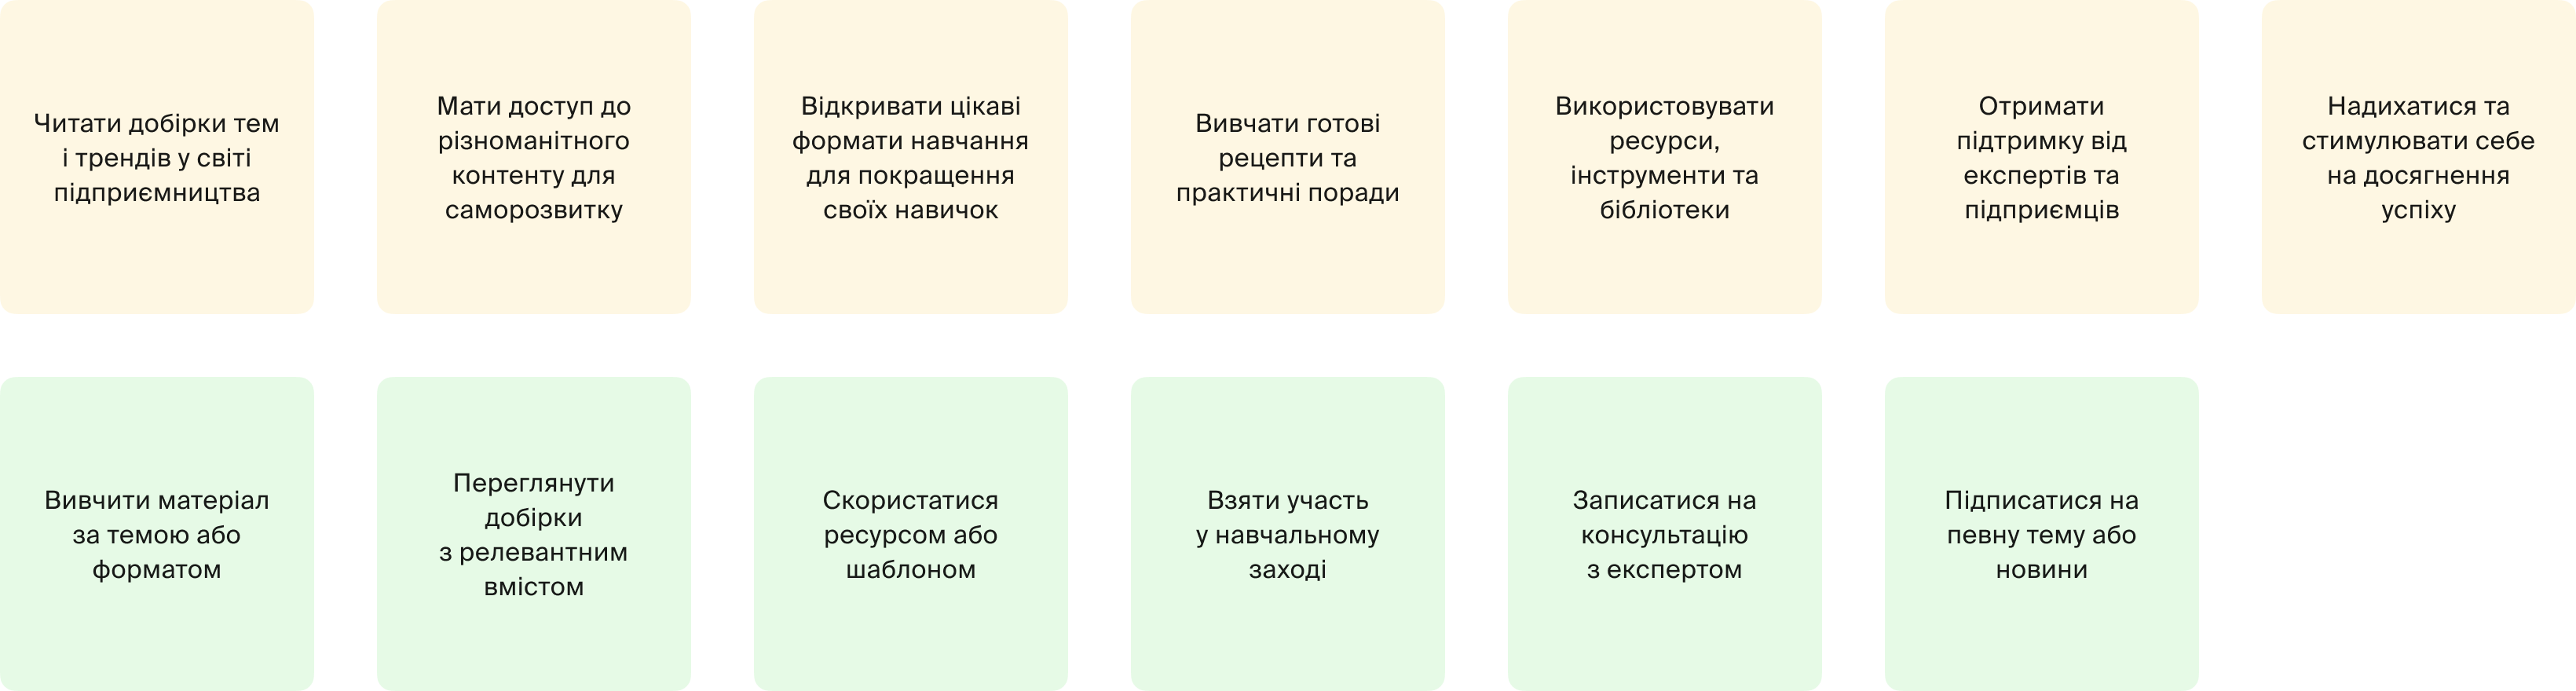 Читати добірки тем
і трендів у світі
підприємництва
Мати доступ до
різноманітного
контенту для
саморозвитку
Відкривати цікаві
формати навчання
для покращення
своїх навичок
Вивчати готові
рецепти та
практичні поради
Використовувати
ресурси,
інструменти та
бібліотеки
Отримати
підтримку від
експертів та
підприємців
Надихатися та
стимулювати себе
на досягнення
успіху
Вивчити матеріал
за темою або
форматом
Переглянути
добірки
з релевантним
вмістом
Скористатися
ресурсом або
шаблоном
Взяти участь
у навчальному
заході
Записатися на
консультацію
з експертом
Підписатися на
певну тему або
новини